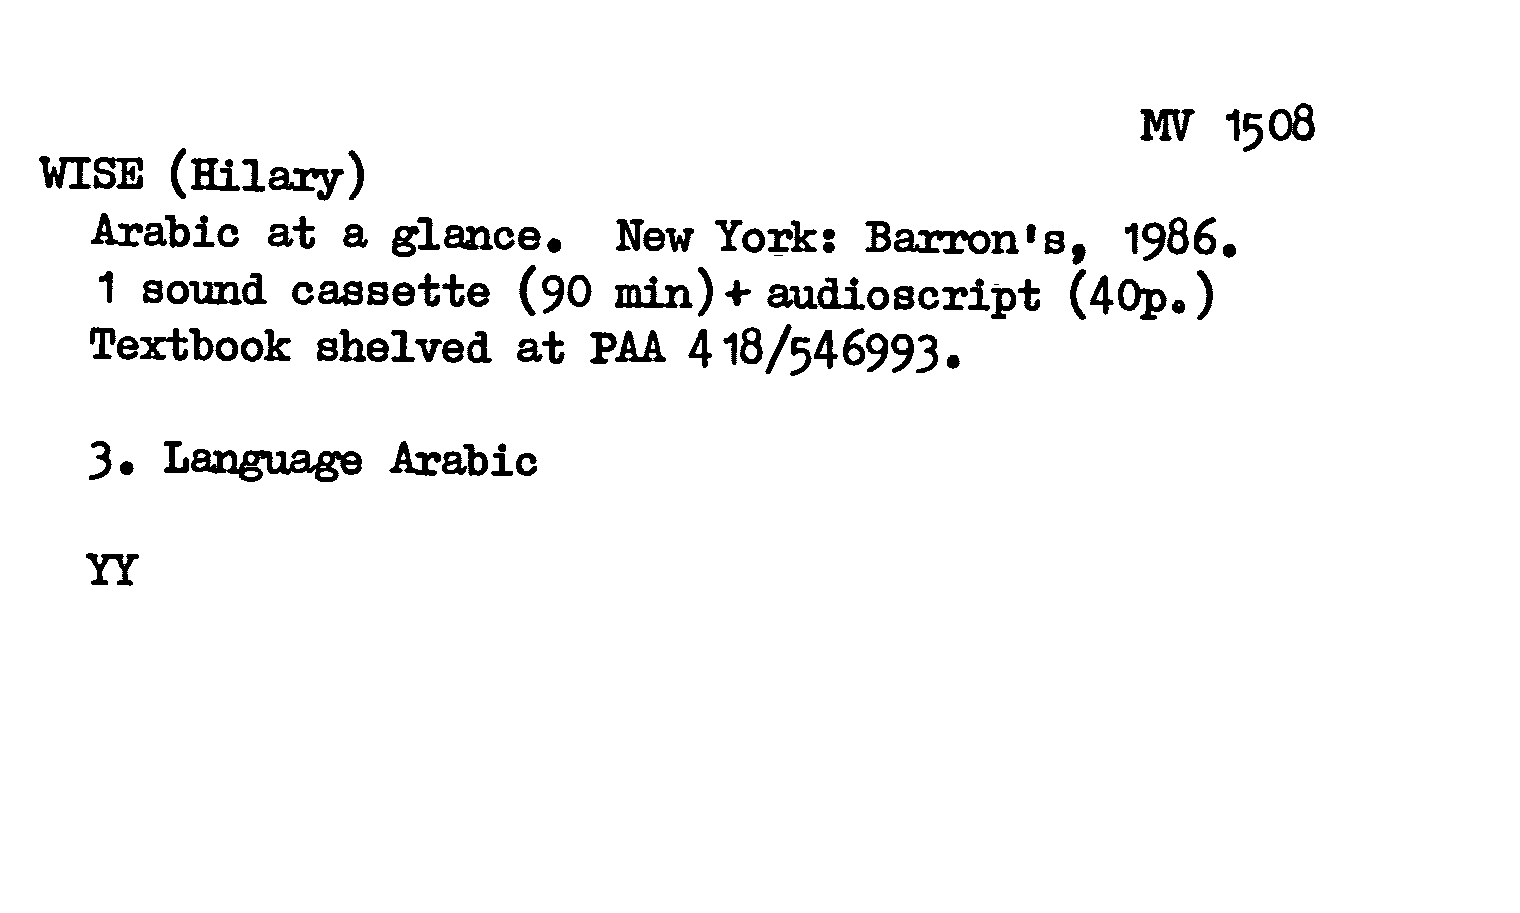 MV 1508
WISE (Hilary)
Arabic at a glance. New York: Barron's, 1986.
1 sound cassette (90 min)+ audioscript (40p.)
Textbook shelved at PAA 418/546993.
3. Language Arabic
YY